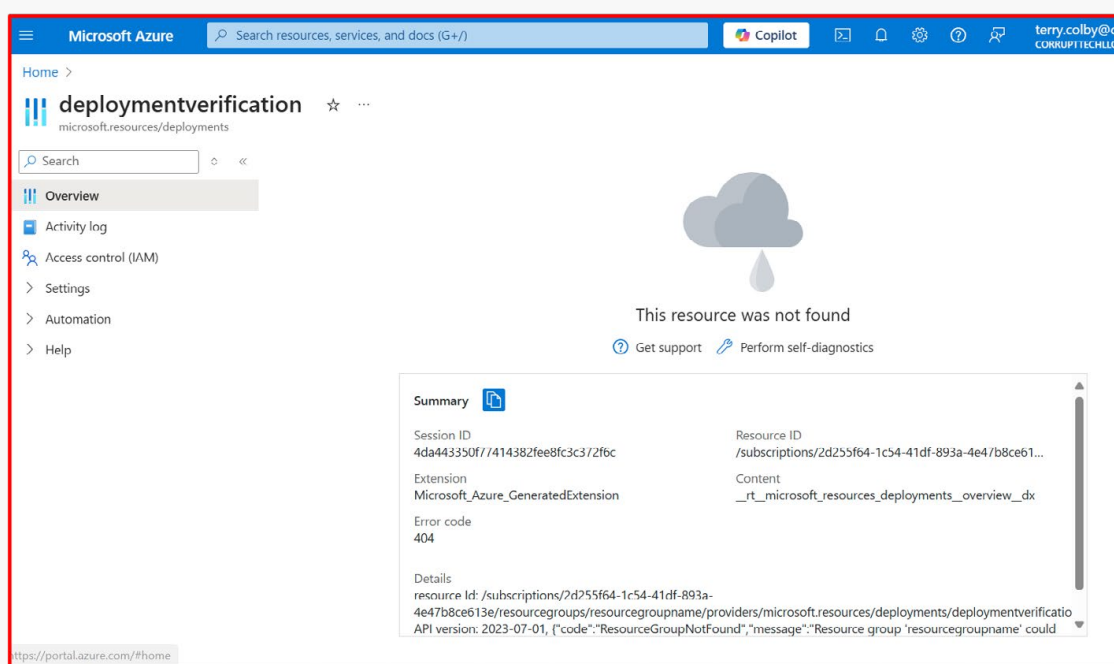 Microsoft Azure
Search resources, services, and docs (G+/)
Copilot
terry.colby@
CORRUPTTECHLLC
Home >
deploymentverification
microsoft.resources/deployments
Search
Overview
Activity log
Access control (IAM)
Settings
Automation
Help
This resource was not found
Get support Perform self-diagnostics
Summary
Session ID
4da443350f77414382fee8fc3c372f6c
Resource ID
/subscriptions/2d255f64-1c54-41df-893a-4e47b8ce61...
Extension
Microsoft_Azure_GeneratedExtension
Content
__rt__microsoft_resources_deployments__overview__dx
Error code
404
Details
resource Id: /subscriptions/2d255f64-1c54-41df-893a-
4e47b8ce613e/resourcegroups/resourcegroupname/providers/microsoft.resources/deployments/deploymentverificatio
API version: 2023-07-01, {"code":"ResourceGroupNotFound","message":"Resource group 'resourcegroupname' could
https://portal.azure.com/#home